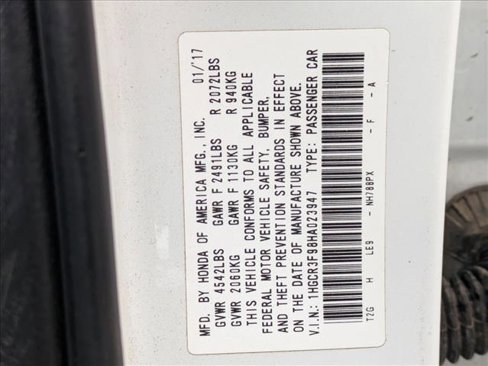 MFD. BY HONDA OF AMERICA MFG., INC. 01/'17
GVWR 4542LBS GAWR F 2491LBS R 2072LBS
GVWR 2060KG GAWR F 1130KG R 940KG
THIS VEHICLE CONFORMS TO ALL APPLICABLE
FEDERAL MOTOR VEHICLE SAFETY, BUMPER,
AND THEFT PREVENTION STANDARDS IN EFFECT
ON THE DATE OF MANUFACTURE SHOWN ABOVE.
V.I.N.: 1HGCR3F98HA023947 TYPE: PASSENGER CAR
T2G H LE9 - NH788PX - F - A